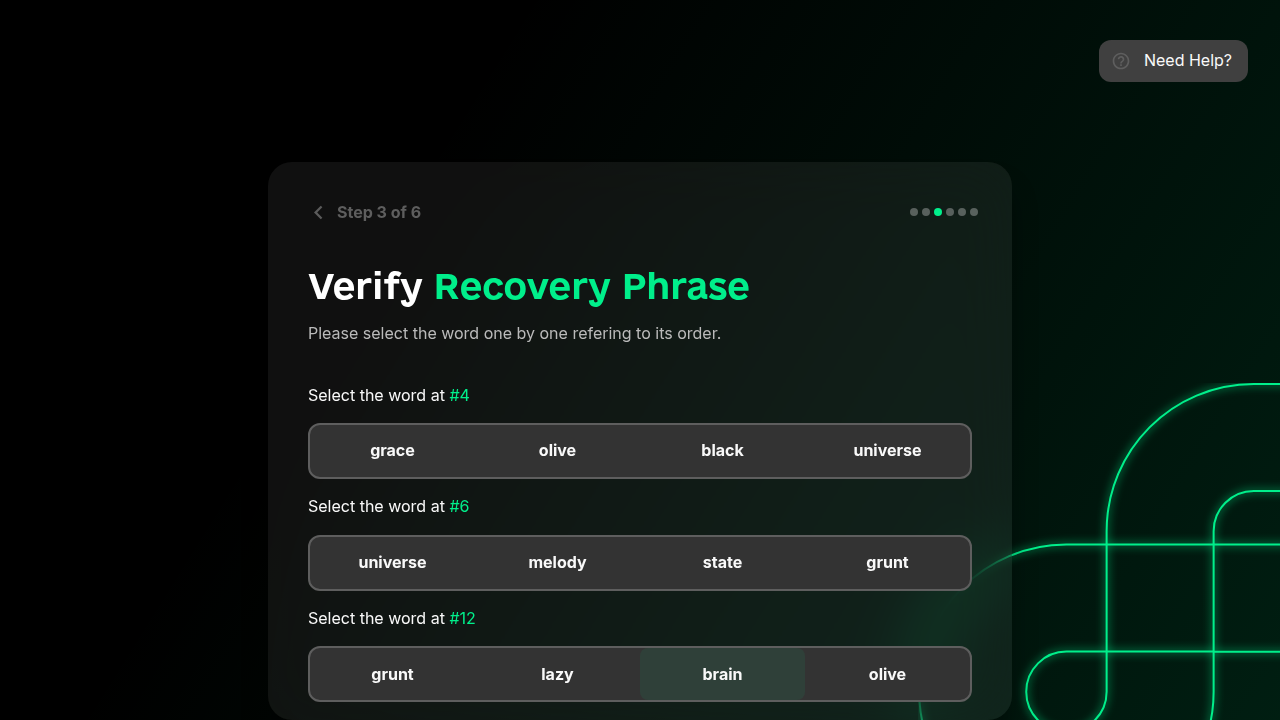 Need Help?
Step 3 of 6
Verify Recovery Phrase
Please select the word one by one refering to its order.
Select the word at #4
grace olive black universe
Select the word at #6
universe melody state grunt
Select the word at #12
grunt lazy brain olive